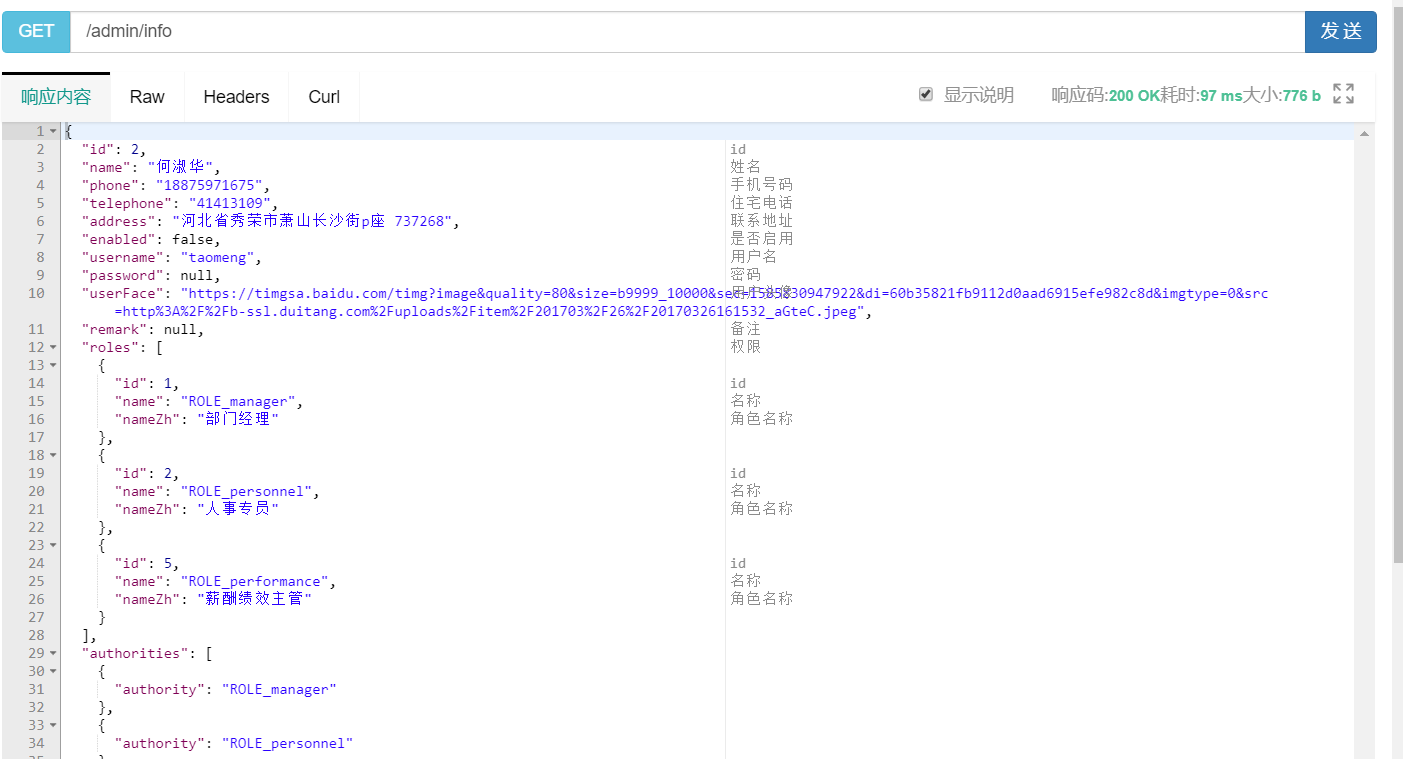 GET /admin/info 发 送
响应内容 Raw Headers Curl 显示说明 响应码:200 OK耗时:97 ms大小:776 b
1 {
2 "id": 2, id
3 "name": "何淑华", 姓名
4 "phone": "18875971675", 手机号码
5 "telephone": "41413109", 住宅电话
6 "address": "河北省秀荣市萧山长沙街p座 737268", 联系地址
7 "enabled": false, 是否启用
8 "username": "taomeng", 用户名
9 "password": null, 密码
10 "userFace": "https://timgsa.baidu.com/timg?image&quality=80&size=b9999_10000&sec=1585830947922&di=60b35821fb9112d0aad6915efe982c8d&imgtype=0&src 用户头像
=http%3A%2F%2Fb-ssl.duitang.com%2Fuploads%2Fitem%2F201703%2F26%2F20170326161532_aGteC.jpeg",
11 "remark": null, 备注
12 "roles": [ 权限
13 {
14 "id": 1, id
15 "name": "ROLE_manager", 名称
16 "nameZh": "部门经理" 角色名称
17 },
18 {
19 "id": 2, id
20 "name": "ROLE_personnel", 名称
21 "nameZh": "人事专员" 角色名称
22 },
23 {
24 "id": 5, id
25 "name": "ROLE_performance", 名称
26 "nameZh": "薪酬绩效主管" 角色名称
27 }
28 ],
29 "authorities": [
30 {
31 "authority": "ROLE_manager"
32 },
33 {
34 "authority": "ROLE_personnel"